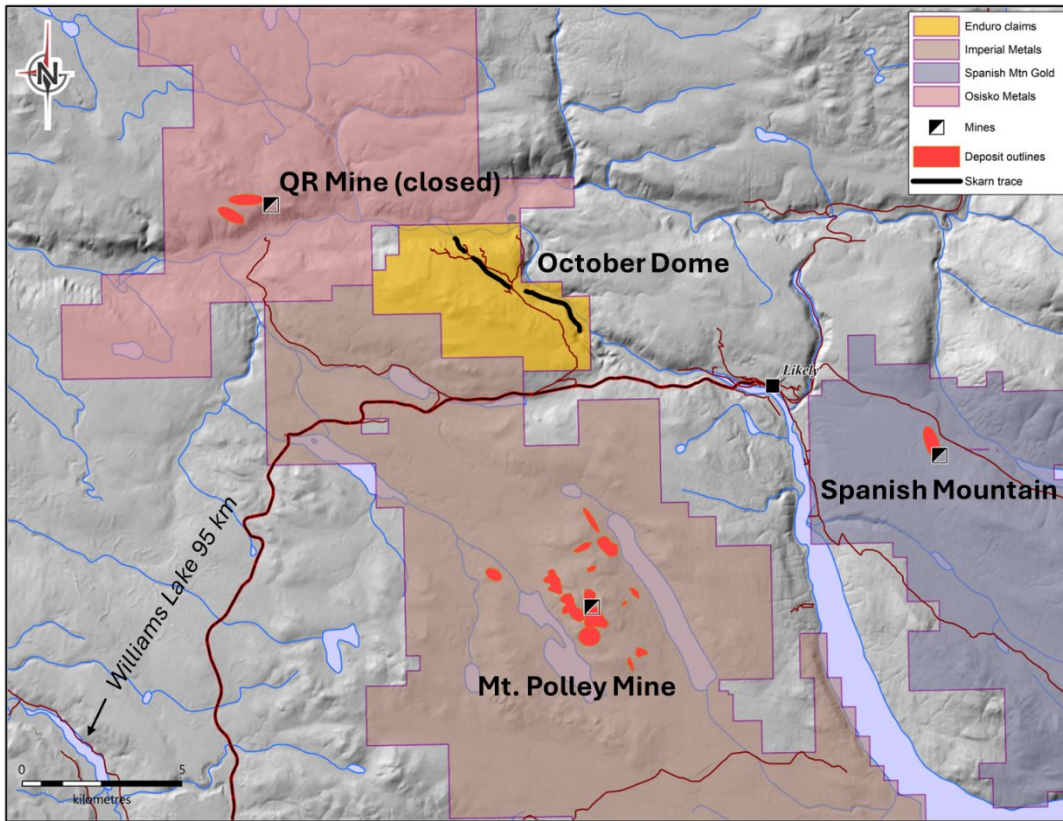 N
Enduro claims
Imperial Metals
Spanish Mtn Gold
Osisko Metals
Mines
Deposit outlines
Skarn trace
QR Mine (closed)
October Dome
Likely
Spanish Mountain
Williams Lake 95 km
Mt. Polley Mine
0 5
kilometres